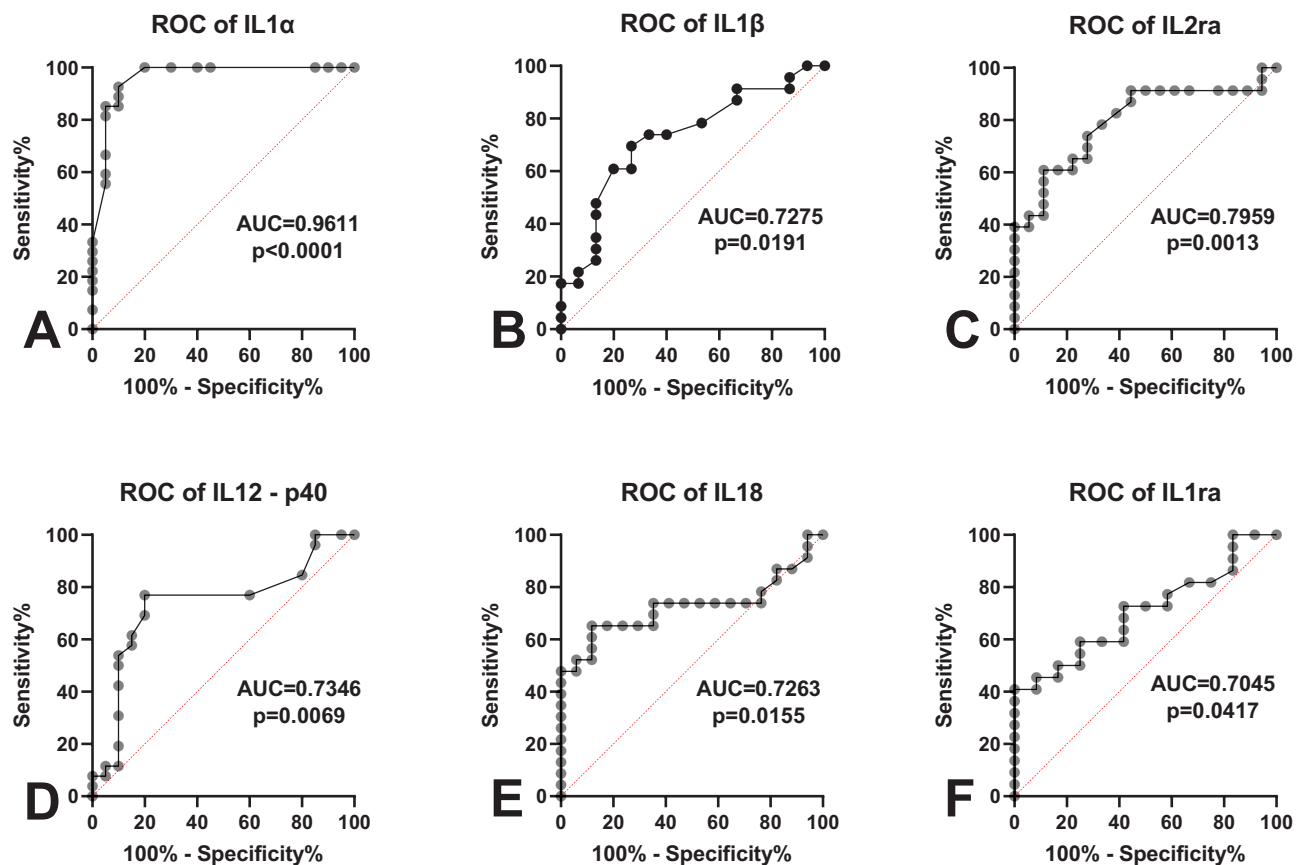 ROC of IL1α
Sensitivity%
100
80
60
40
20
0
AUC=0.9611
p<0.0001
0 20 40 60 80 100
100% - Specificity%
A
ROC of IL1β
Sensitivity%
100
80
60
40
20
0
AUC=0.7275
p=0.0191
0 20 40 60 80 100
100% - Specificity%
B
ROC of IL2ra
Sensitivity%
100
80
60
40
20
0
AUC=0.7959
p=0.0013
0 20 40 60 80 100
100% - Specificity%
C
ROC of IL12 - p40
Sensitivity%
100
80
60
40
20
0
AUC=0.7346
p=0.0069
0 20 40 60 80 100
100% - Specificity%
D
ROC of IL18
Sensitivity%
100
80
60
40
20
0
AUC=0.7263
p=0.0155
0 20 40 60 80 100
100% - Specificity%
E
ROC of IL1ra
Sensitivity%
100
80
60
40
20
0
AUC=0.7045
p=0.0417
0 20 40 60 80 100
100% - Specificity%
F